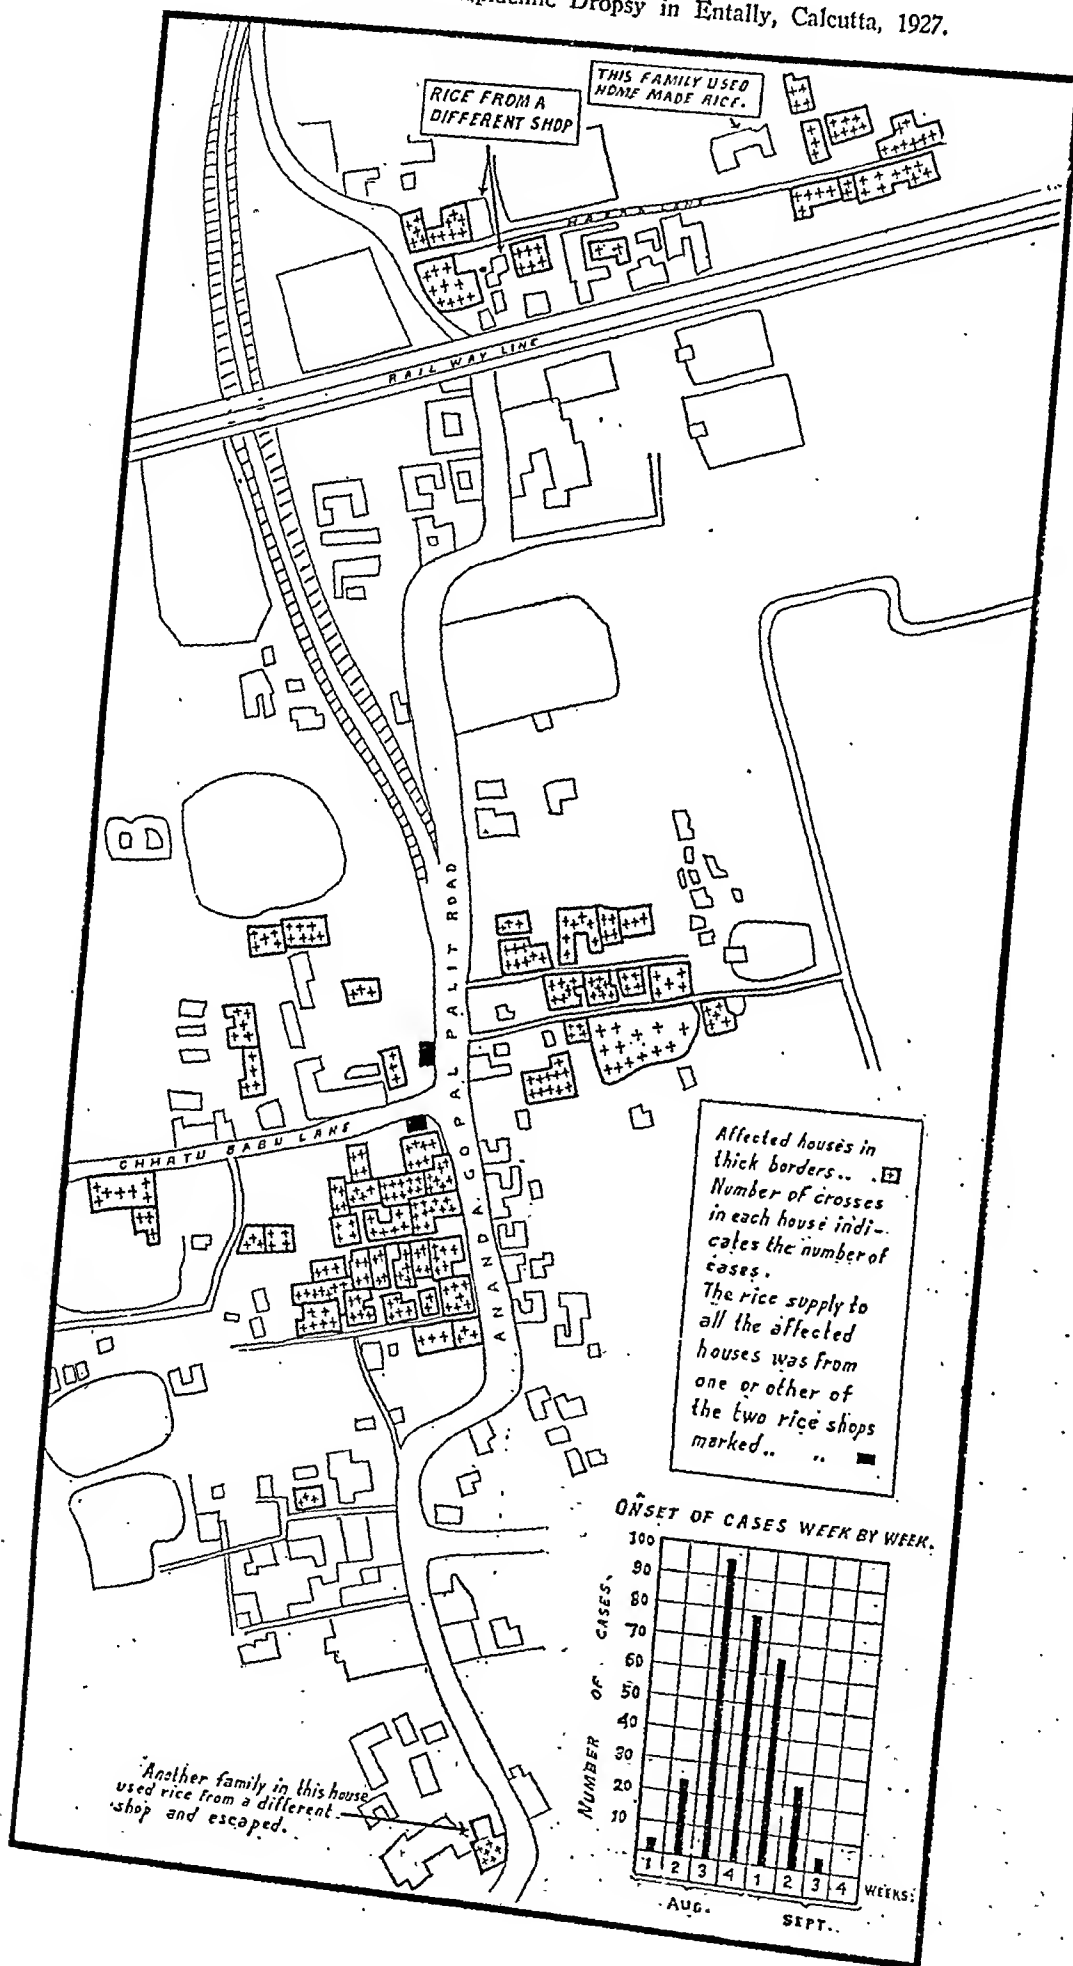 Dropsy in Entally, Calcutta, 1927.
THIS FAMILY USED
HOME MADE RICE.
RICE FROM A
DIFFERENT SHOP
RAILWAY LINE
B
ANANDA GOPAL PALIT ROAD
CHHATU BABU LANE
Affected houses in
thick borders.. .
Number of crosses
in each house indi-
cates the number of
cases.
The rice supply to
all the affected
houses was from
one or other of
the two rice shops
marked.. ..
ONSET OF CASES WEEK BY WEEK.
NUMBER OF CASES.
100
90
80
70
60
50
40
30
20
10
1 2 3 4 1 2 3 4 WEEKS.
AUG. SEPT..
Another family in this house
used rice from a different
shop and escaped.